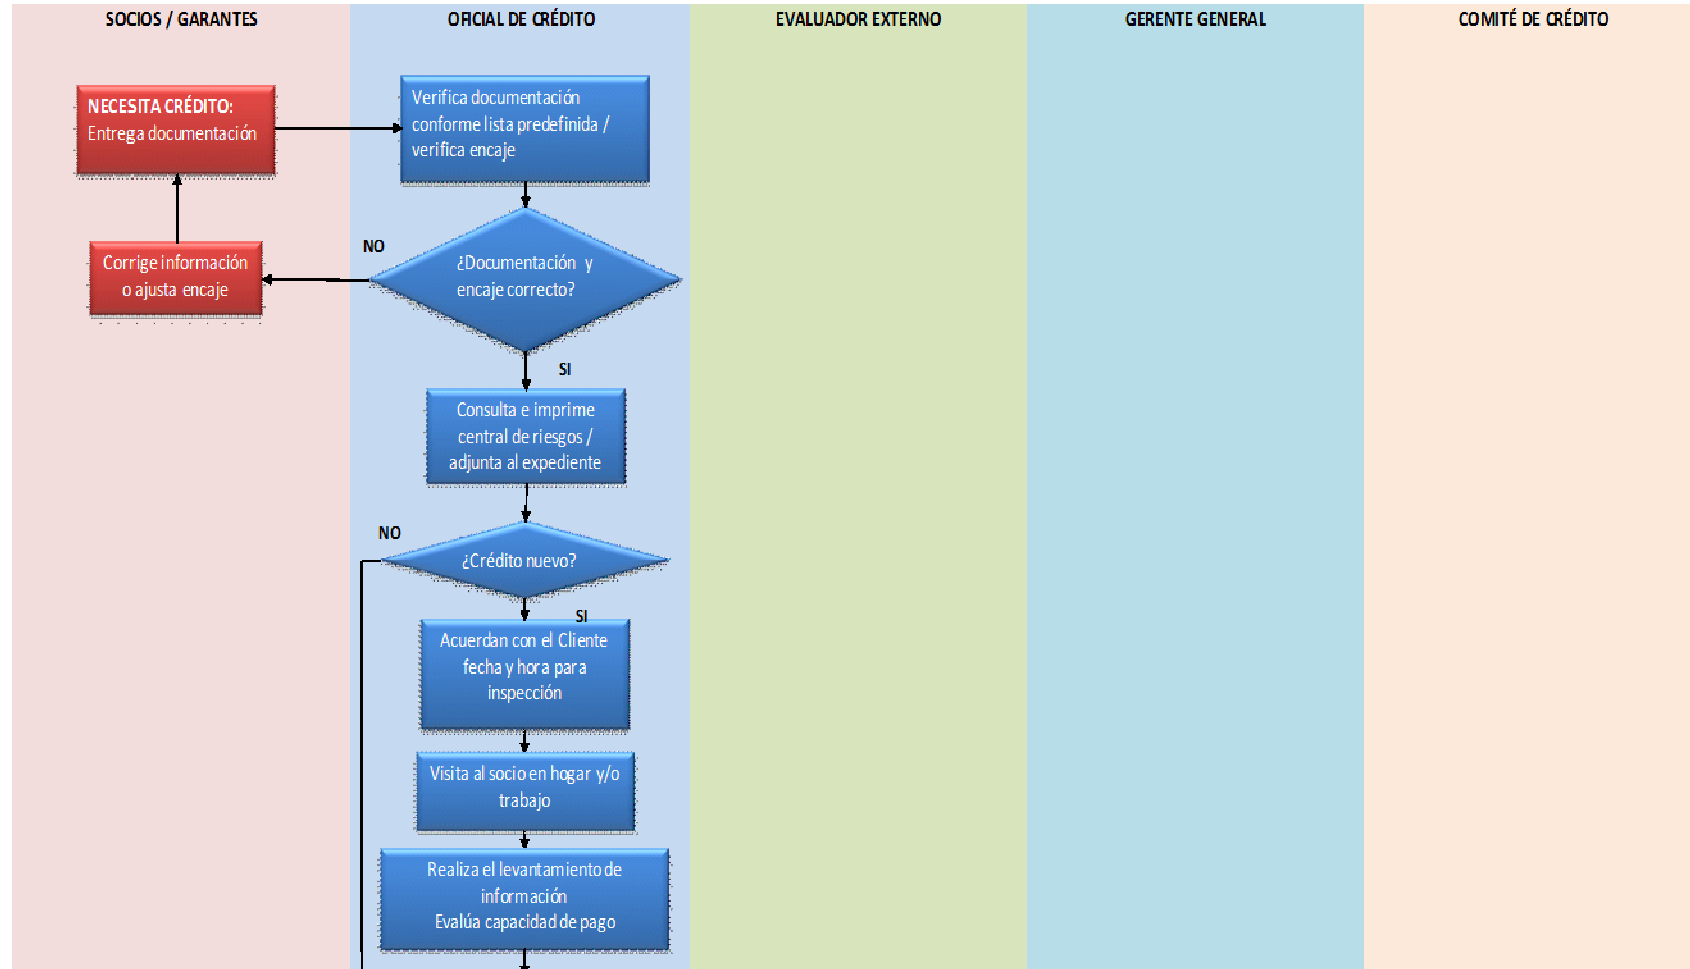 SOCIOS / GARANTES
OFICIAL DE CRÉDITO
EVALUADOR EXTERNO
GERENTE GENERAL
COMITÉ DE CRÉDITO
NECESITA CRÉDITO:
Entrega documentación
Verifica documentación
conforme lista predefinida /
verifica encaje
NO
Corrige información
o ajusta encaje
¿Documentación y
encaje correcto?
SI
Consulta e imprime
central de riesgos /
adjunta al expediente
NO
¿Crédito nuevo?
SI
Acuerdan con el Cliente
fecha y hora para
inspección
Visita al socio en hogar y/o
trabajo
Realiza el levantamiento de
información
Evalúa capacidad de pago